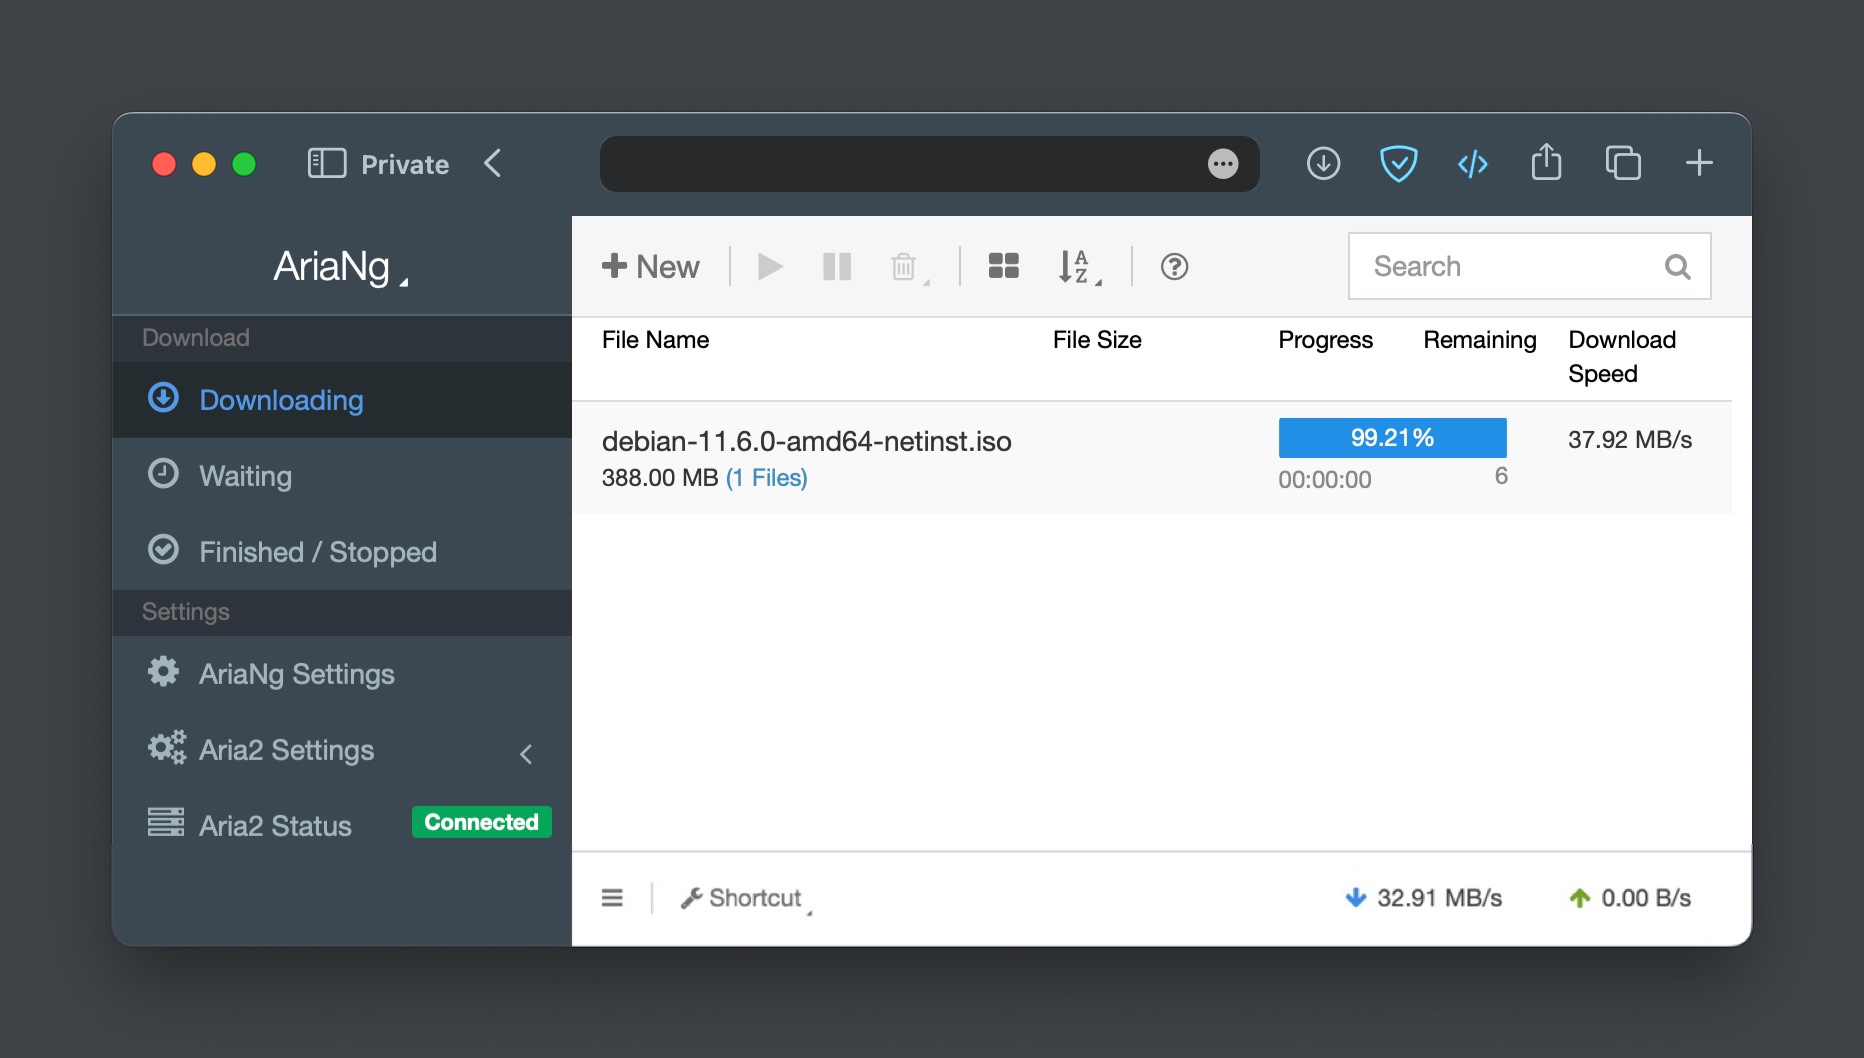 Private
AriaNg
Download
Downloading
Waiting
Finished / Stopped
Settings
AriaNg Settings
Aria2 Settings
Aria2 Status Connected
New
Search
File Name File Size Progress Remaining Download Speed
debian-11.6.0-amd64-netinst.iso 99.21% 37.92 MB/s
388.00 MB (1 Files) 00:00:00 6
Shortcut 32.91 MB/s 0.00 B/s